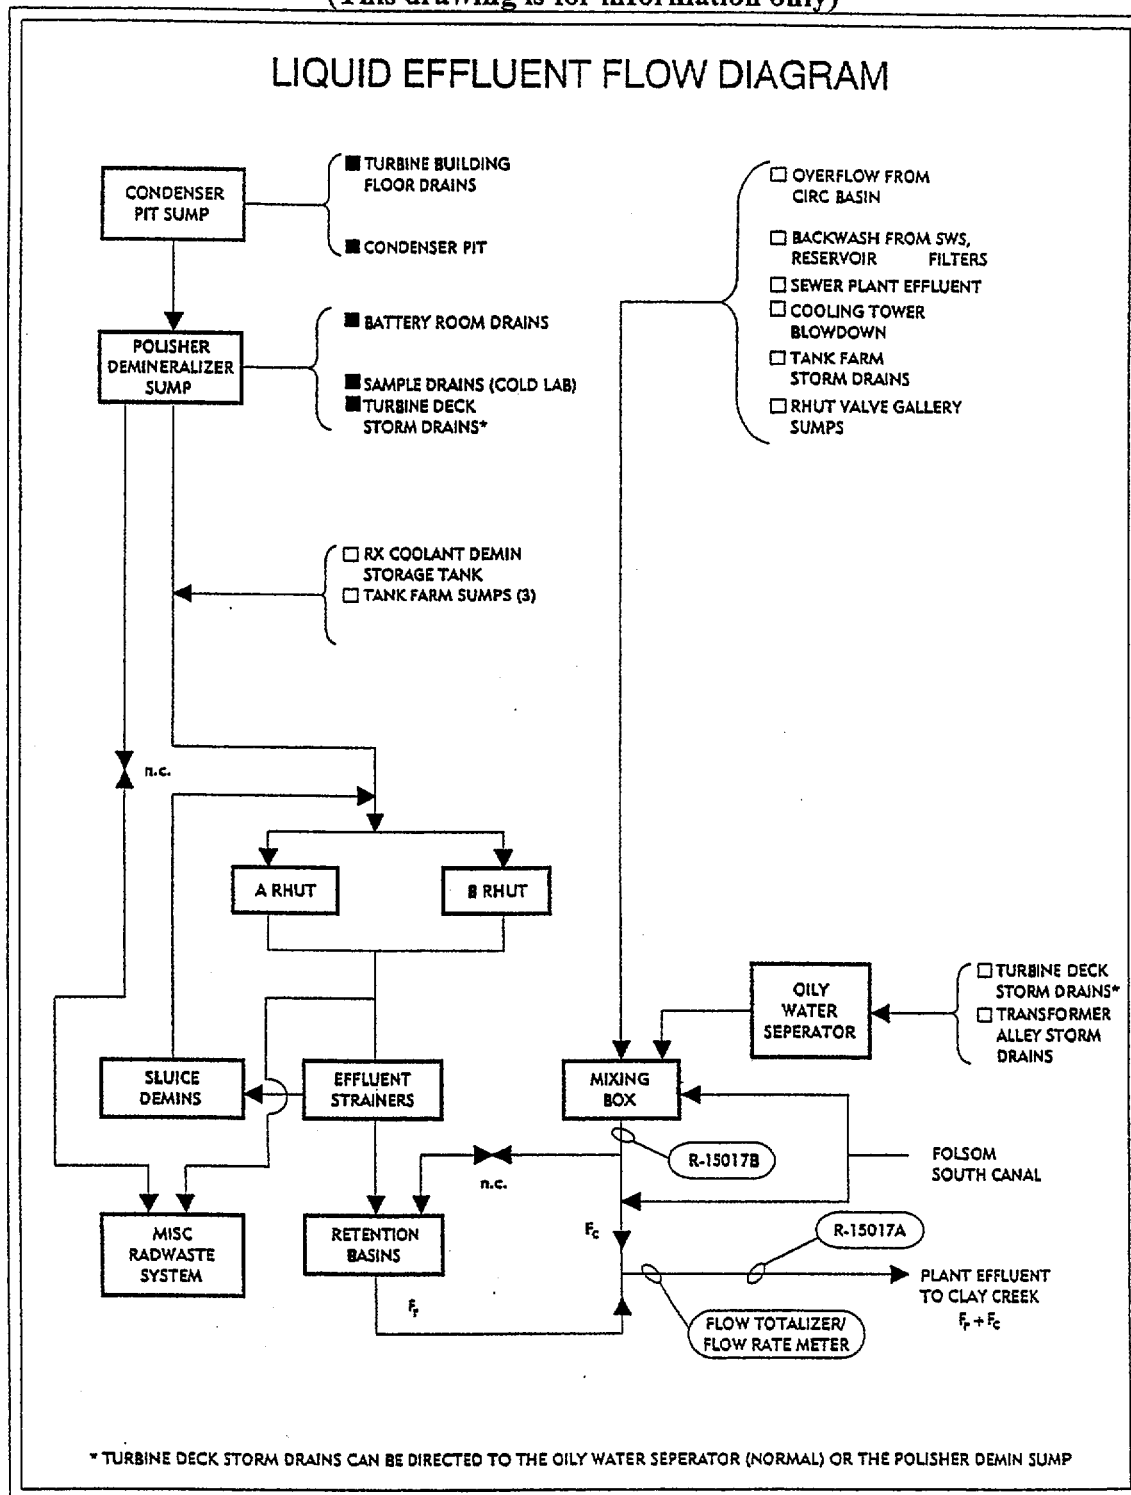 (This drawing is for information only)
LIQUID EFFLUENT FLOW DIAGRAM
CONDENSER
PIT SUMP
TURBINE BUILDING
FLOOR DRAINS
CONDENSER PIT
OVERFLOW FROM
CIRC BASIN
BACKWASH FROM SWS,
RESERVOIR FILTERS
SEWER PLANT EFFLUENT
COOLING TOWER
BLOWDOWN
TANK FARM
STORM DRAINS
RHUT VALVE GALLERY
SUMPS
POLISHER
DEMINERALIZER
SUMP
BATTERY ROOM DRAINS
SAMPLE DRAINS (COLD LAB)
TURBINE DECK
STORM DRAINS*
RX COOLANT DEMIN
STORAGE TANK
TANK FARM SUMPS (3)
n.c.
A RHUT
B RHUT
OILY
WATER
SEPERATOR
TURBINE DECK
STORM DRAINS*
TRANSFORMER
ALLEY STORM
DRAINS
SLUICE
DEMINS
EFFLUENT
STRAINERS
MIXING
BOX
R-15017B
n.c.
FOLSOM
SOUTH CANAL
MISC
RADWASTE
SYSTEM
RETENTION
BASINS
Fc
R-15017A
PLANT EFFLUENT
TO CLAY CREEK
Fr + Fc
Fr
FLOW TOTALIZER/
FLOW RATE METER
* TURBINE DECK STORM DRAINS CAN BE DIRECTED TO THE OILY WATER SEPERATOR (NORMAL) OR THE POLISHER DEMIN SUMP